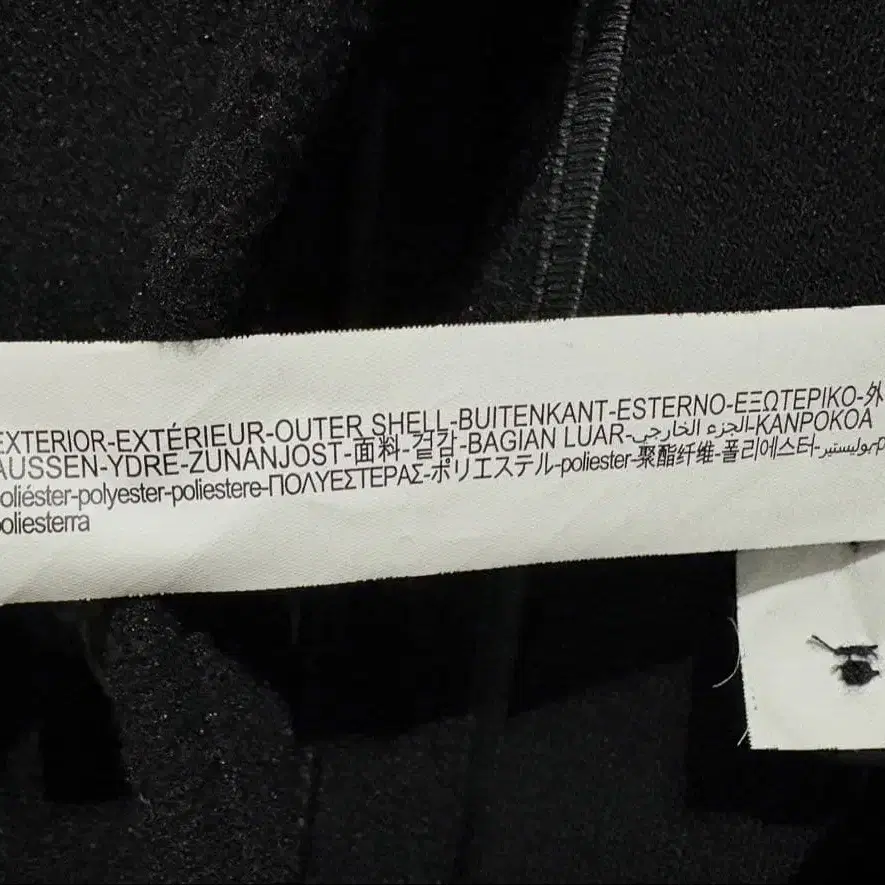 EXTERIOR-EXTÉRIEUR-OUTER SHELL-BUITENKANT-ESTERNO-ΕΞΩΤΕΡΙΚΟ-外
AUSSEN-YDRE-ZUNANJOST-面料-겉감-BAGIAN LUAR-الجزء الخارجي-KANPOKOA
poliéster-polyester-poliestere-ΠΟΛΥΕΣΤΕΡΑΣ-ポリエステル-poliester-聚酯纤维-폴리에스터-بوليستير-p
poliesterra